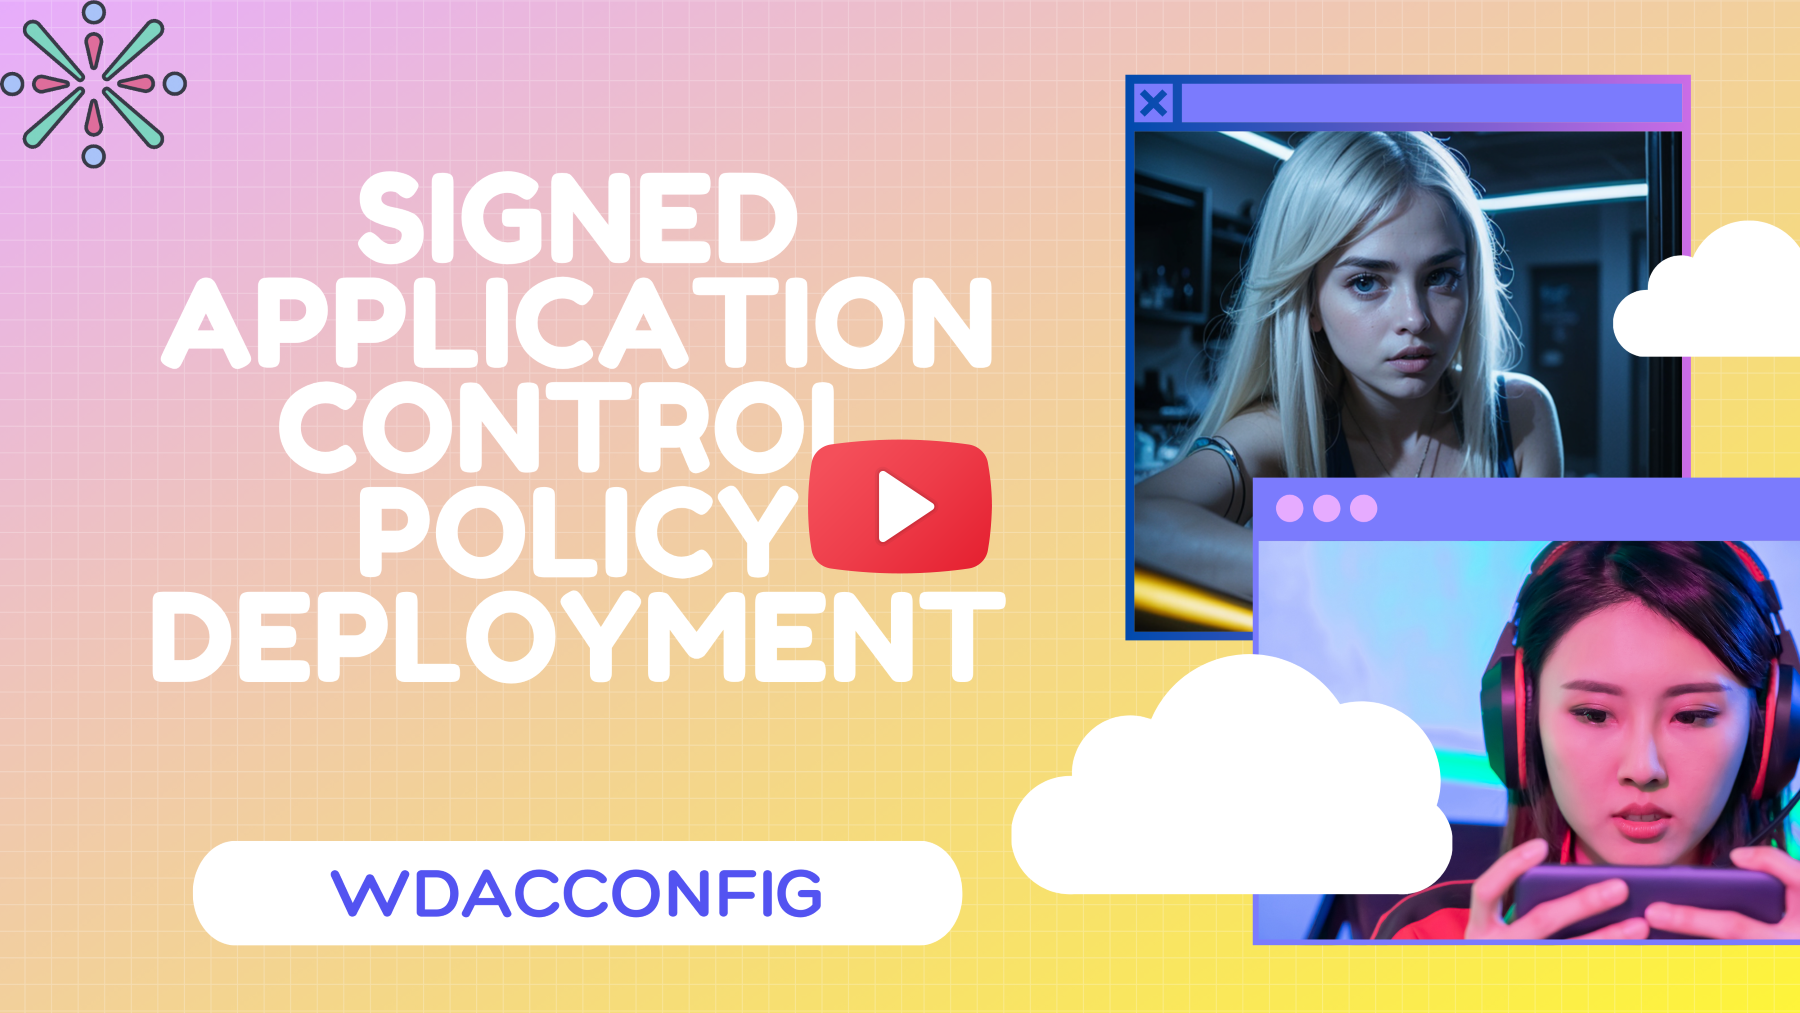 SIGNED
APPLICATION
CONTROL
POLICY
DEPLOYMENT
WDACCONFIG